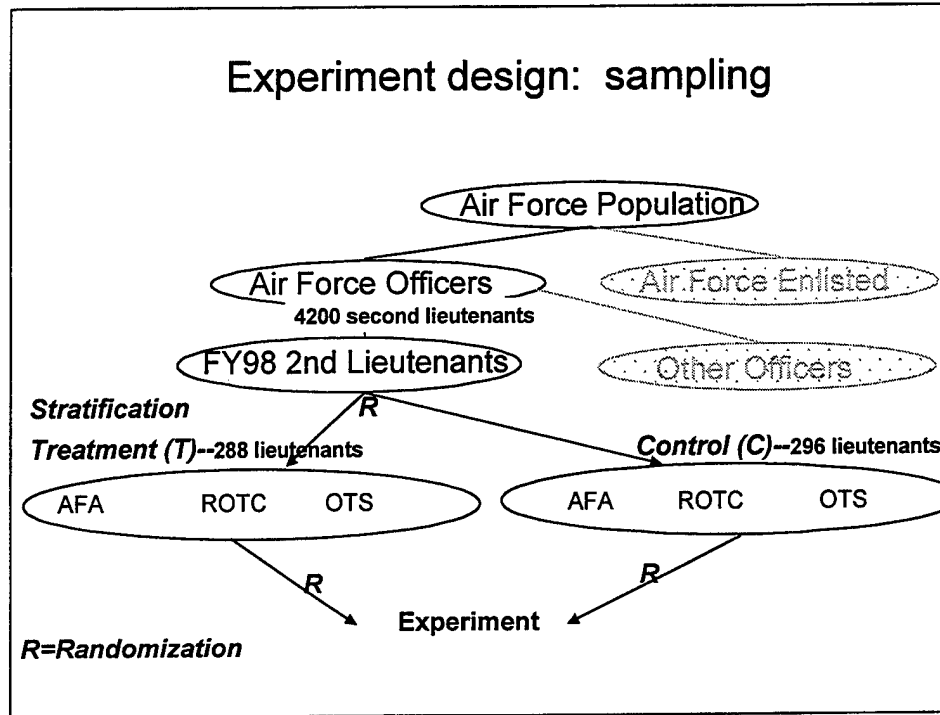 Experiment design: sampling
Air Force Population
Air Force Officers
Air Force Enlisted
4200 second lieutenants
FY98 2nd Lieutenants
Other Officers
Stratification
R
Treatment (T)--288 lieutenants
Control (C)--296 lieutenants
AFA ROTC OTS
AFA ROTC OTS
R
R
Experiment
R=Randomization